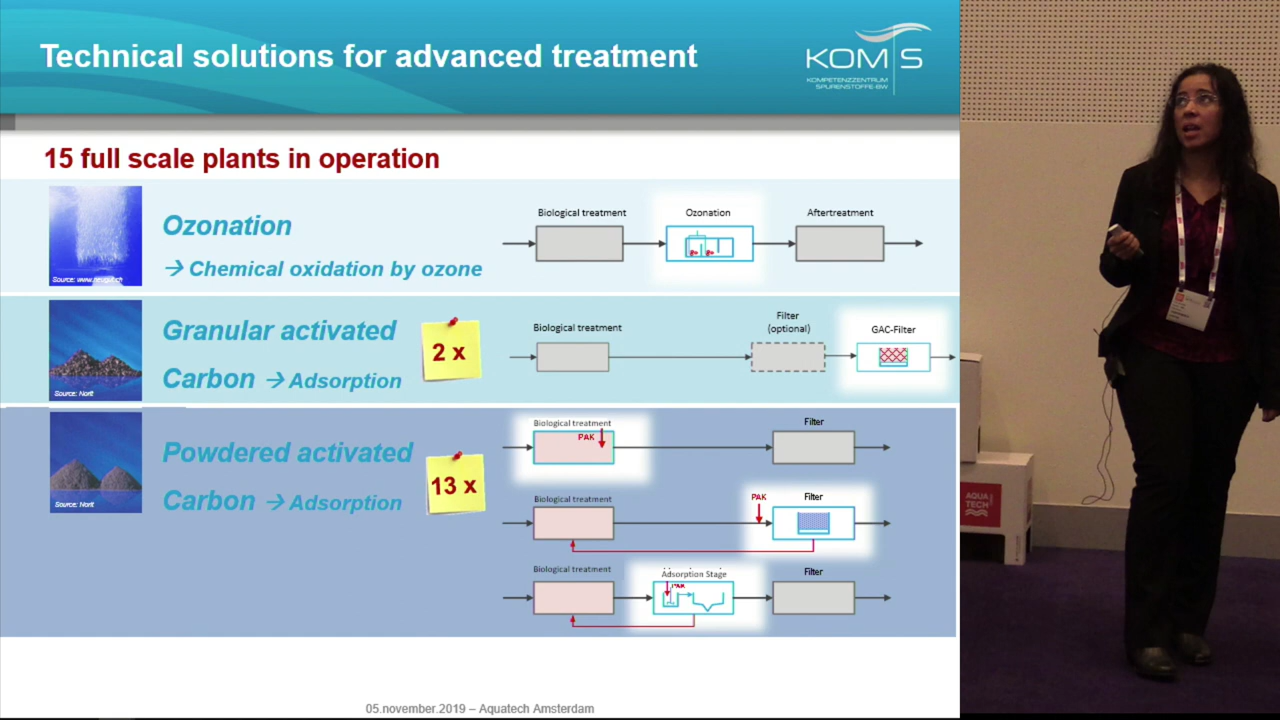 Technical solutions for advanced treatment
KOMS
KOMPETENZZENTRUM
SPURENSTOFFE-BW
15 full scale plants in operation
Ozonation
→ Chemical oxidation by ozone
Biological treatment
Ozonation
Aftertreatment
Granular activated
Carbon → Adsorption
Source: Norit
2 x
Biological treatment
Filter
(optional)
GAC-Filter
Powdered activated
Carbon → Adsorption
Source: Norit
13 x
Biological treatment
PAK
Filter
Biological treatment
PAK
Filter
Biological treatment
Adsorption Stage
PAK
Filter
05.november.2019 – Aquatech Amsterdam
AQUA
TECH